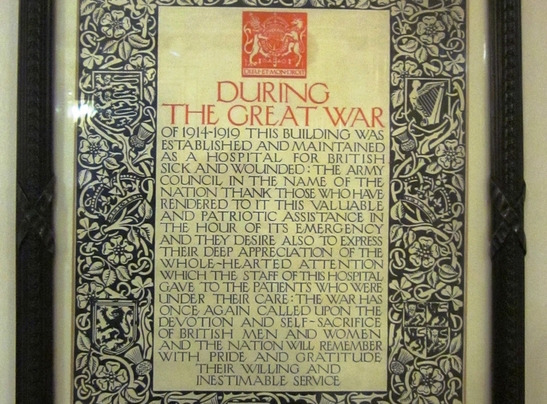 DIEU ET MON DROIT
DURING
THE GREAT WAR
OF 1914-1919 THIS BUILDING WAS
ESTABLISHED AND MAINTAINED
AS A HOSPITAL FOR BRITISH
SICK AND WOUNDED : THE ARMY
COUNCIL IN THE NAME OF THE
NATION THANK THOSE WHO HAVE
RENDERED TO IT THIS VALUABLE
AND PATRIOTIC ASSISTANCE IN
THE HOUR OF ITS EMERGENCY
AND THEY DESIRE ALSO TO EXPRESS
THEIR DEEP APPRECIATION OF THE
WHOLE-HEARTED ATTENTION
WHICH THE STAFF OF THIS HOSPITAL
GAVE TO THE PATIENTS WHO WERE
UNDER THEIR CARE : THE WAR HAS
ONCE AGAIN CALLED UPON THE
DEVOTION AND SELF-SACRIFICE
OF BRITISH MEN AND WOMEN
AND THE NATION WILL REMEMBER
WITH PRIDE AND GRATITUDE
THEIR WILLING AND
INESTIMABLE SERVICE